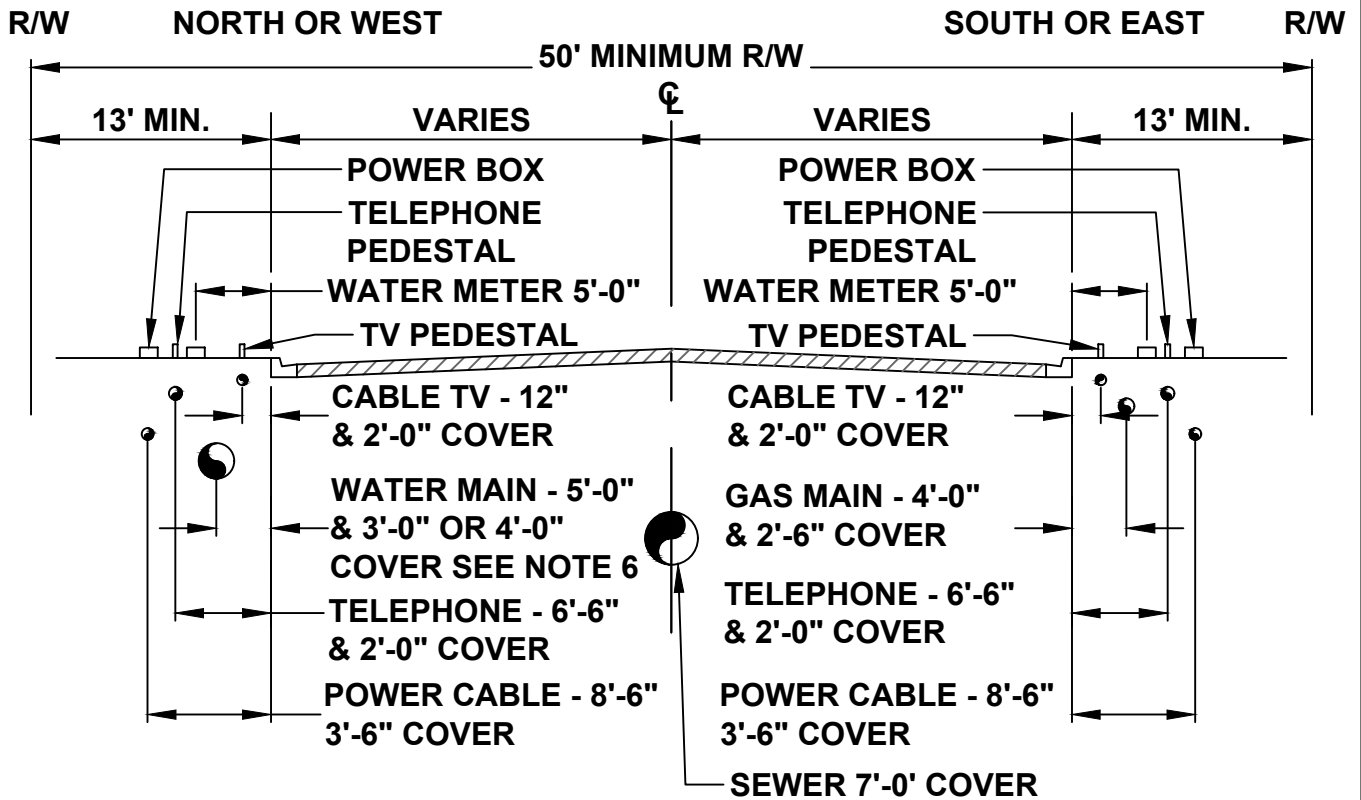 R/W NORTH OR WEST SOUTH OR EAST R/W
50' MINIMUM R/W
℄
13' MIN. VARIES VARIES 13' MIN.
POWER BOX POWER BOX
TELEPHONE TELEPHONE
PEDESTAL PEDESTAL
WATER METER 5'-0" WATER METER 5'-0"
TV PEDESTAL TV PEDESTAL
CABLE TV - 12" CABLE TV - 12"
& 2'-0" COVER & 2'-0" COVER
WATER MAIN - 5'-0" GAS MAIN - 4'-0"
& 3'-0" OR 4'-0" & 2'-6" COVER
COVER SEE NOTE 6
TELEPHONE - 6'-6" TELEPHONE - 6'-6"
& 2'-0" COVER & 2'-0" COVER
POWER CABLE - 8'-6" POWER CABLE - 8'-6"
3'-6" COVER 3'-6" COVER
SEWER 7'-0' COVER